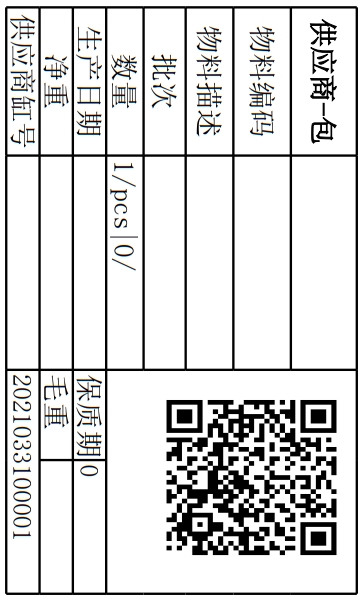 供应商-包
物料编码
物料描述
批次
数量 1/pcs|0/
生产日期 保质期 0
净重 毛重
供应商缸号 2021033100001